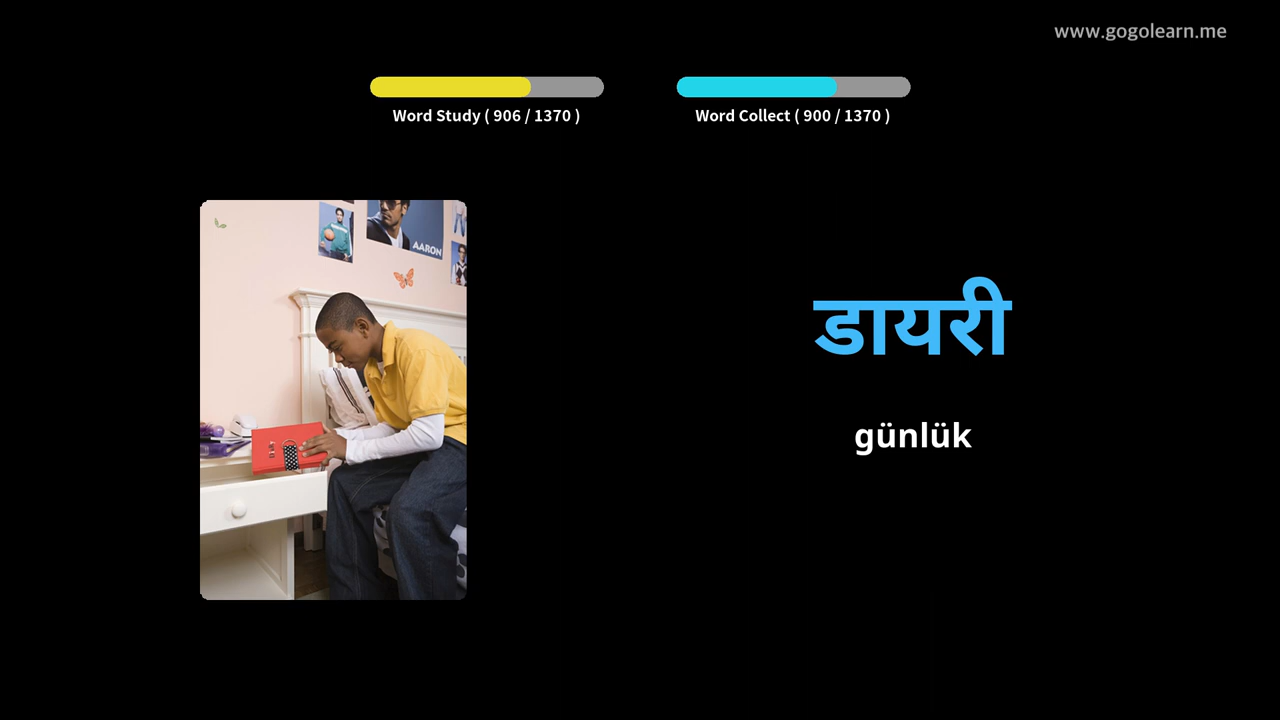 www.gogolearn.me
Word Study ( 906 / 1370 )
Word Collect ( 900 / 1370 )
AARON
डायरी
günlük